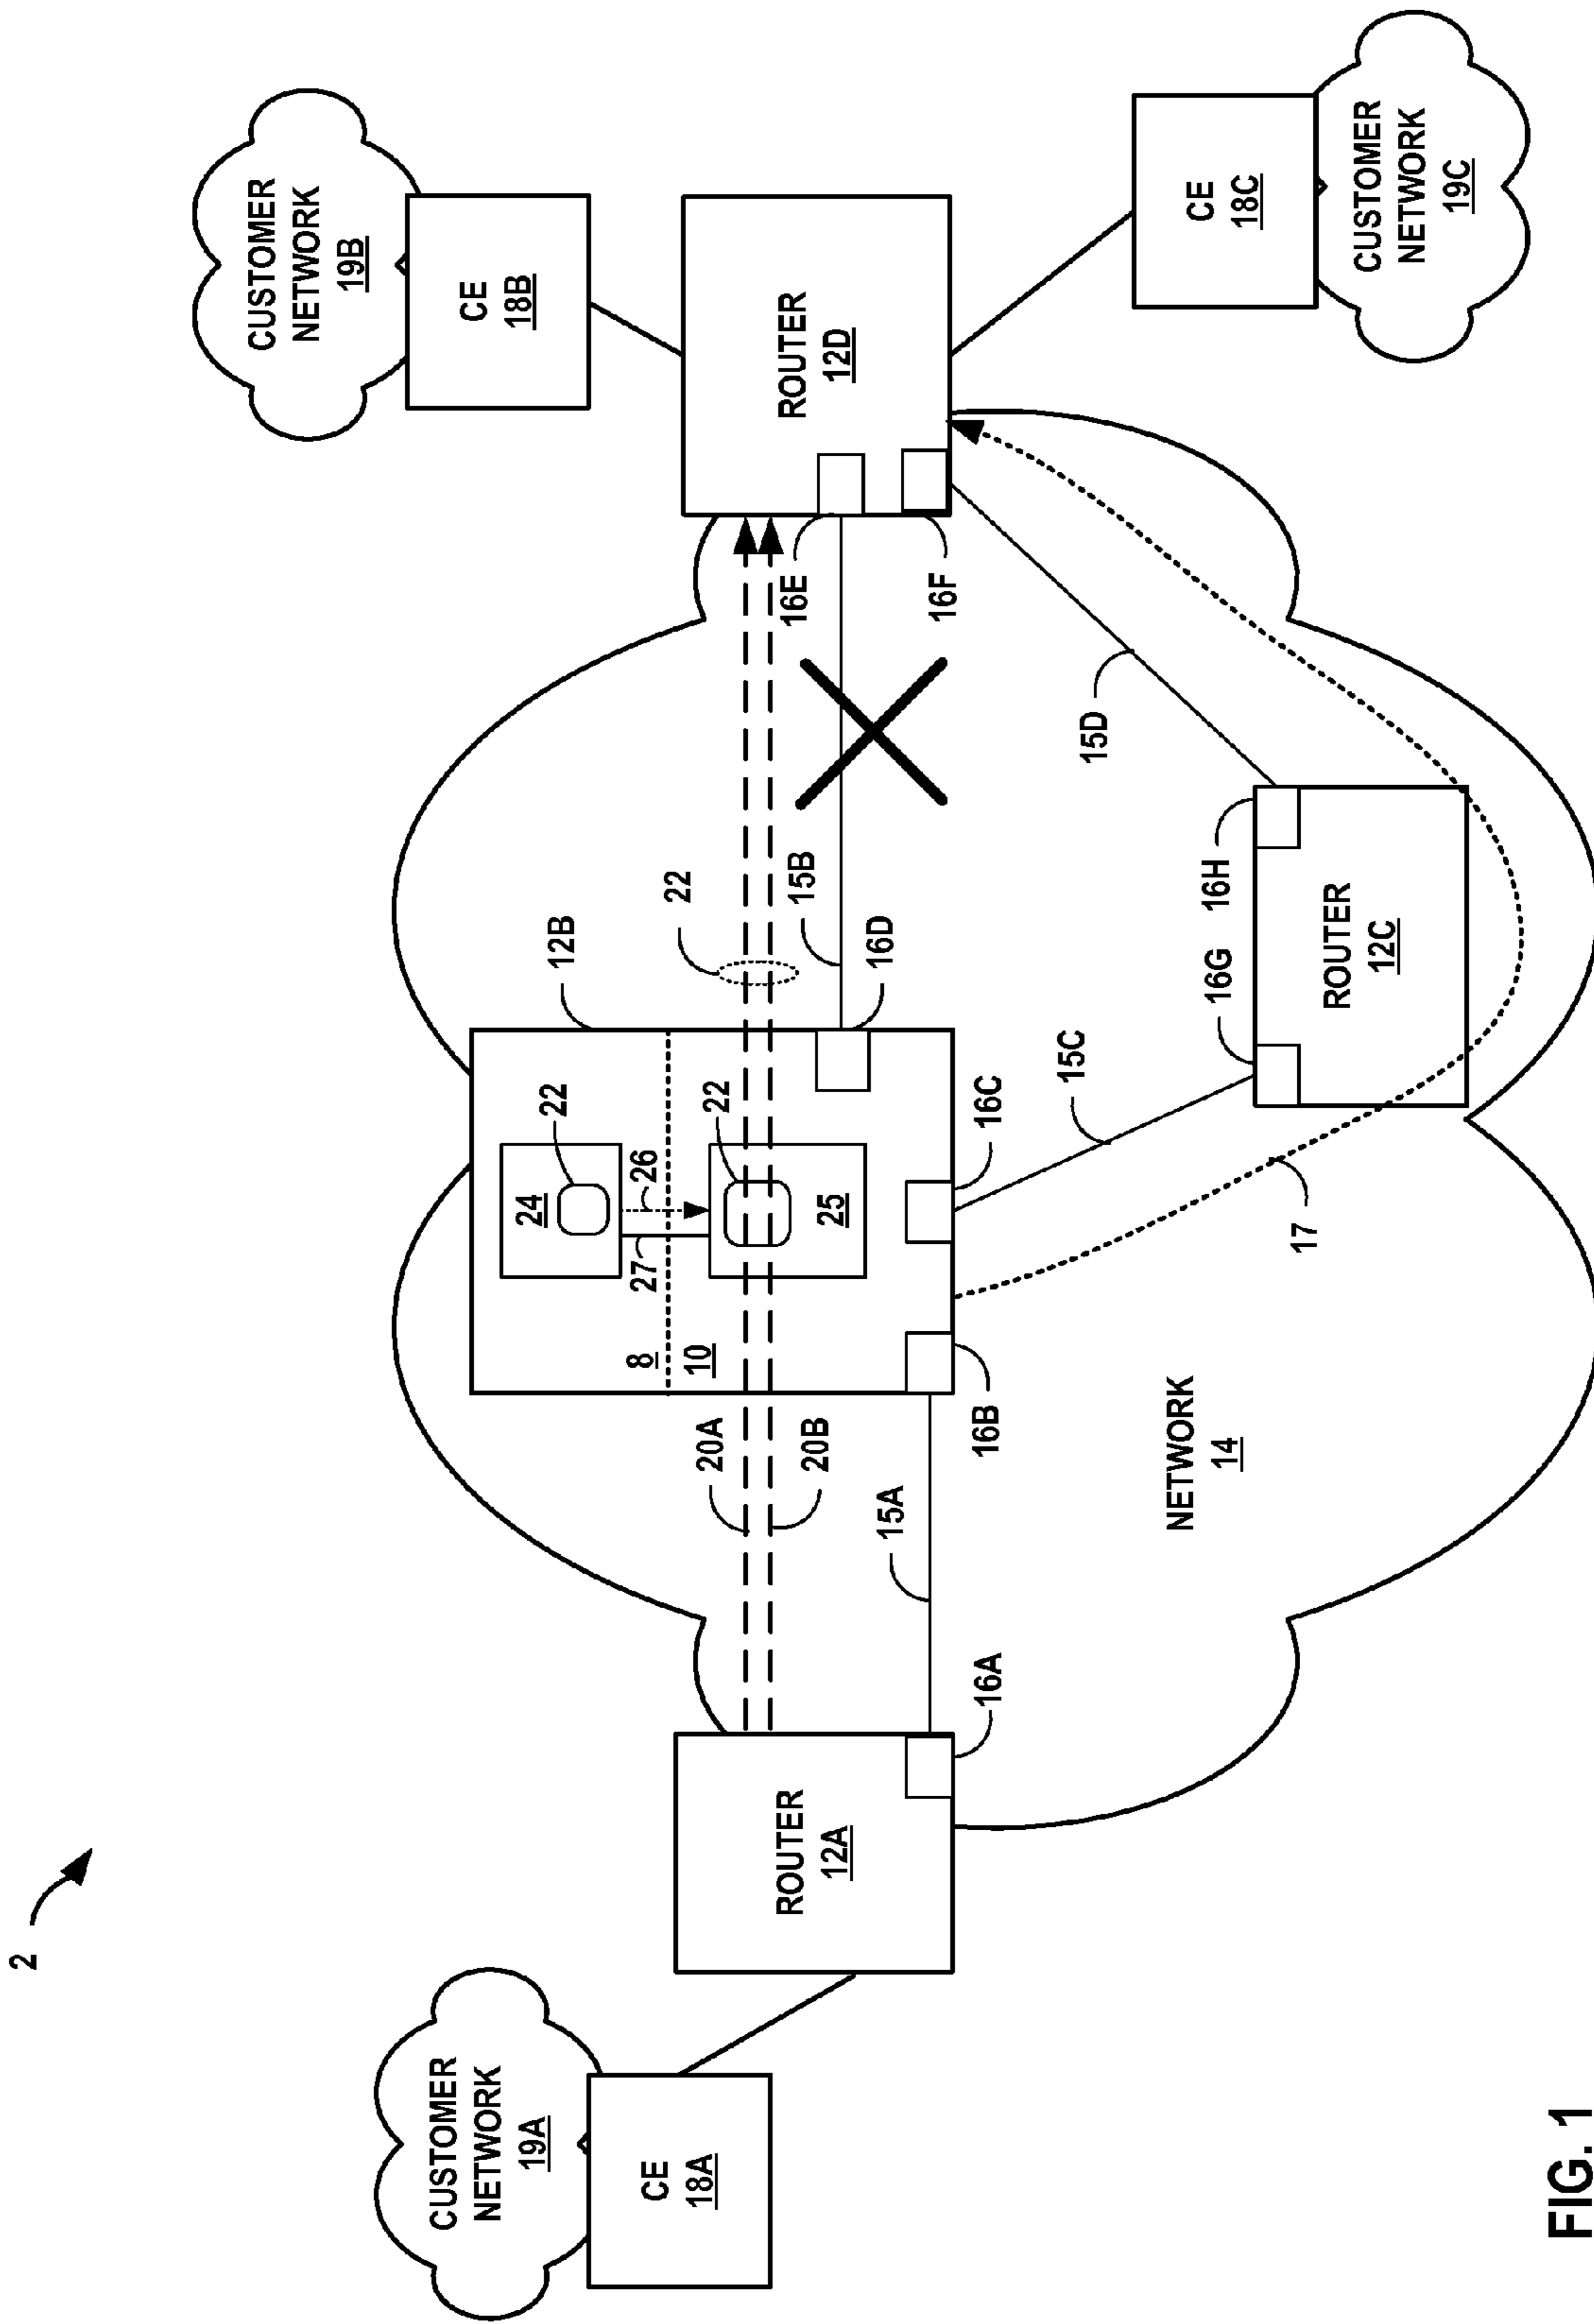 2
CUSTOMER
NETWORK
19A
CE
18A
CUSTOMER
NETWORK
19B
CE
18B
ROUTER
12A
16A
20A
20B
15A
16B
8
10
24
22
27
26
22
25
12B
16C
16D
22
15B
16E
16F
ROUTER
12D
CE
18C
CUSTOMER
NETWORK
19C
15C
15D
16G
16H
ROUTER
12C
17
NETWORK
14
FIG. 1